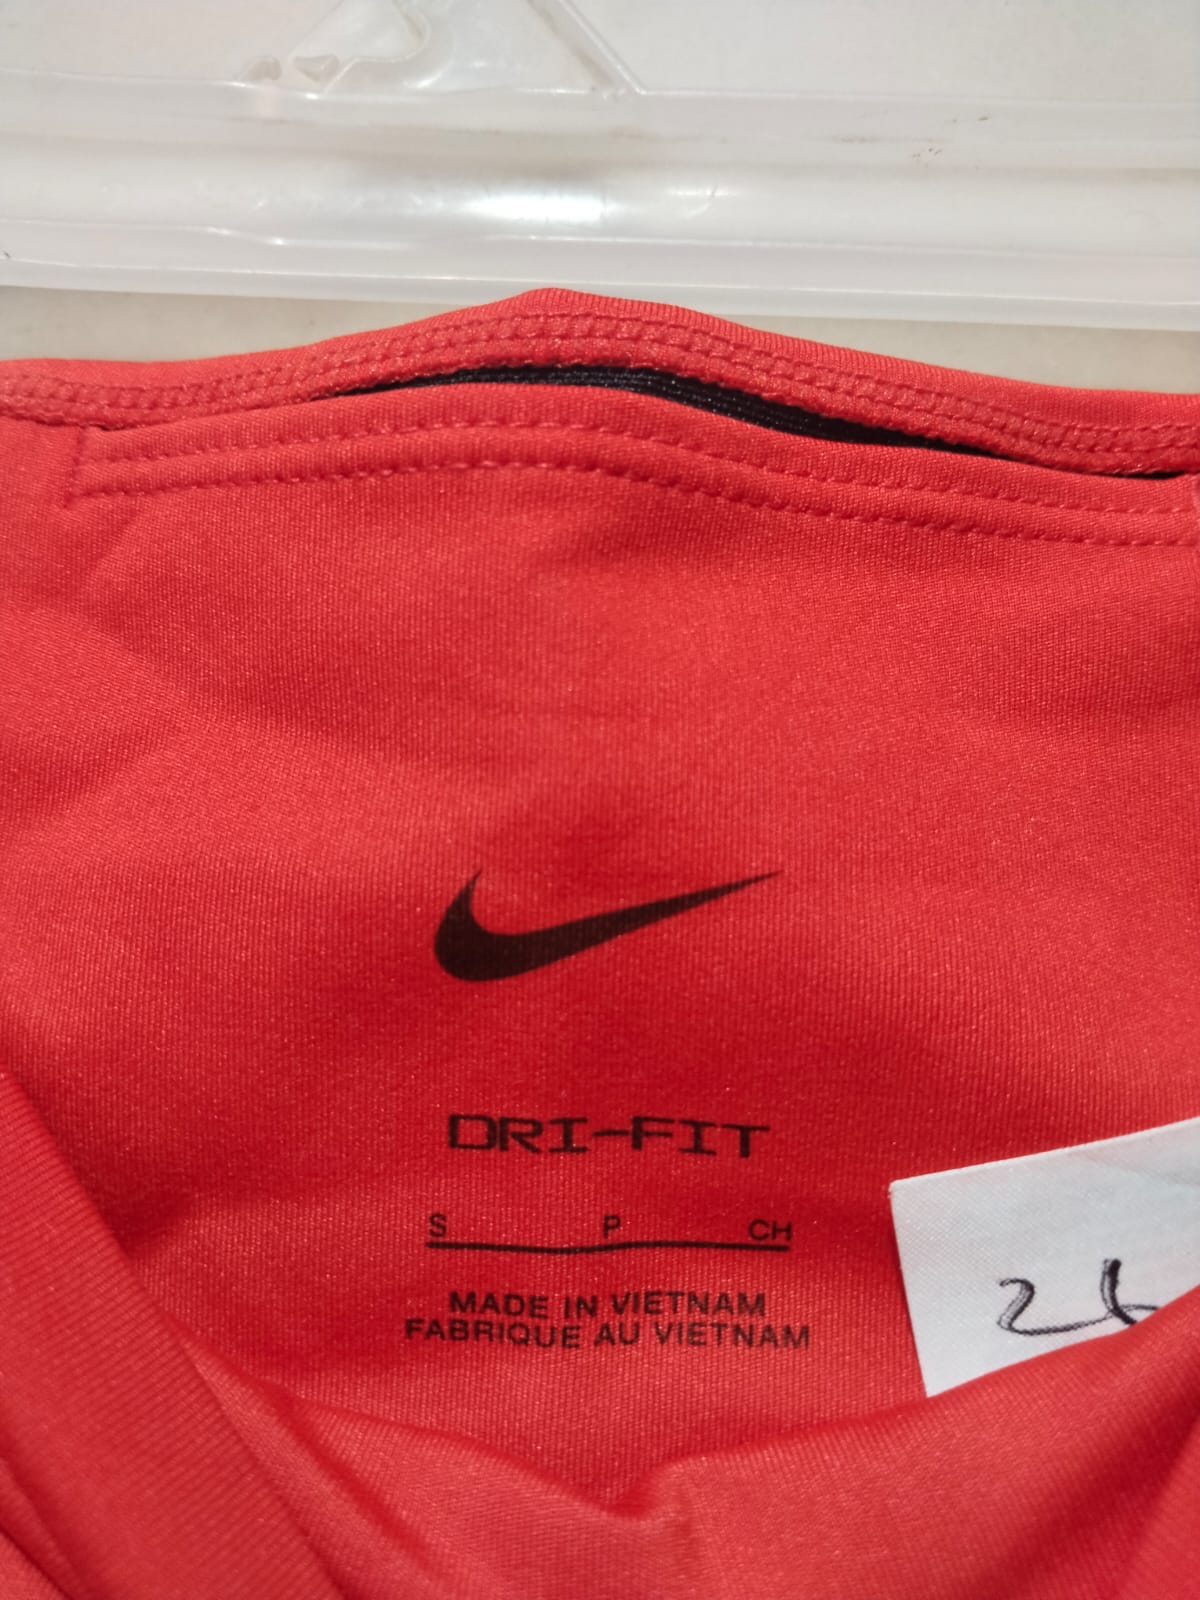 DRI-FIT
S P CH
MADE IN VIETNAM
FABRIQUE AU VIETNAM